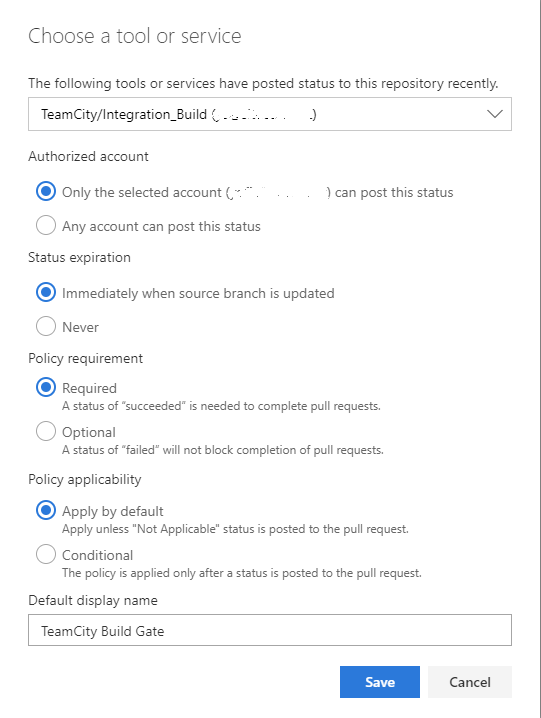 Choose a tool or service
The following tools or services have posted status to this repository recently.
TeamCity/Integration_Build ( )
Authorized account
Only the selected account ( ) can post this status
Any account can post this status
Status expiration
Immediately when source branch is updated
Never
Policy requirement
Required
A status of "succeeded" is needed to complete pull requests.
Optional
A status of "failed" will not block completion of pull requests.
Policy applicability
Apply by default
Apply unless "Not Applicable" status is posted to the pull request.
Conditional
The policy is applied only after a status is posted to the pull request.
Default display name
TeamCity Build Gate
Save Cancel